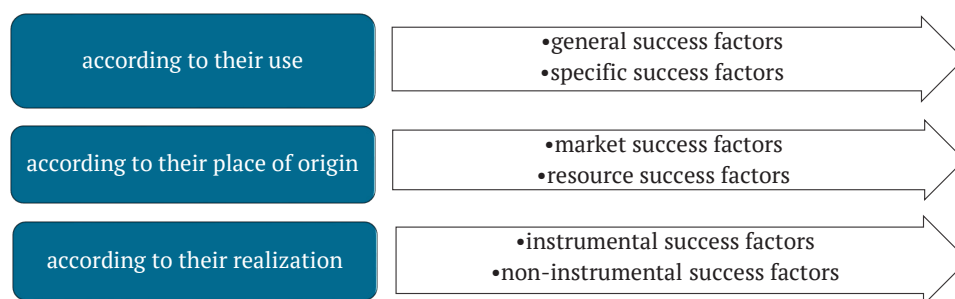 according to their use
•general success factors
•specific success factors
according to their place of origin
•market success factors
•resource success factors
according to their realization
•instrumental success factors
•non-instrumental success factors